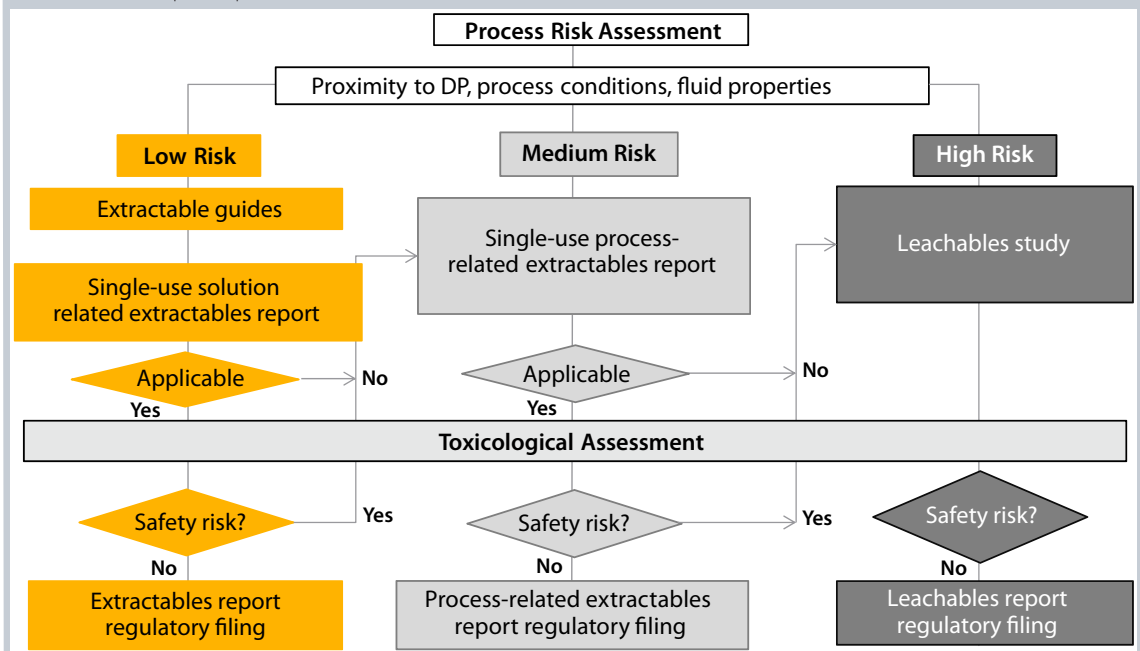 Process Risk Assessment
Proximity to DP, process conditions, fluid properties
Low Risk
Medium Risk
High Risk
Extractable guides
Single-use process-
related extractables report
Leachables study
Single-use solution
related extractables report
Applicable
No
Yes
Applicable
No
Yes
Toxicological Assessment
Safety risk?
Yes
No
Safety risk?
Yes
No
Safety risk?
No
Extractables report
regulatory filing
Process-related extractables
report regulatory filing
Leachables report
regulatory filing